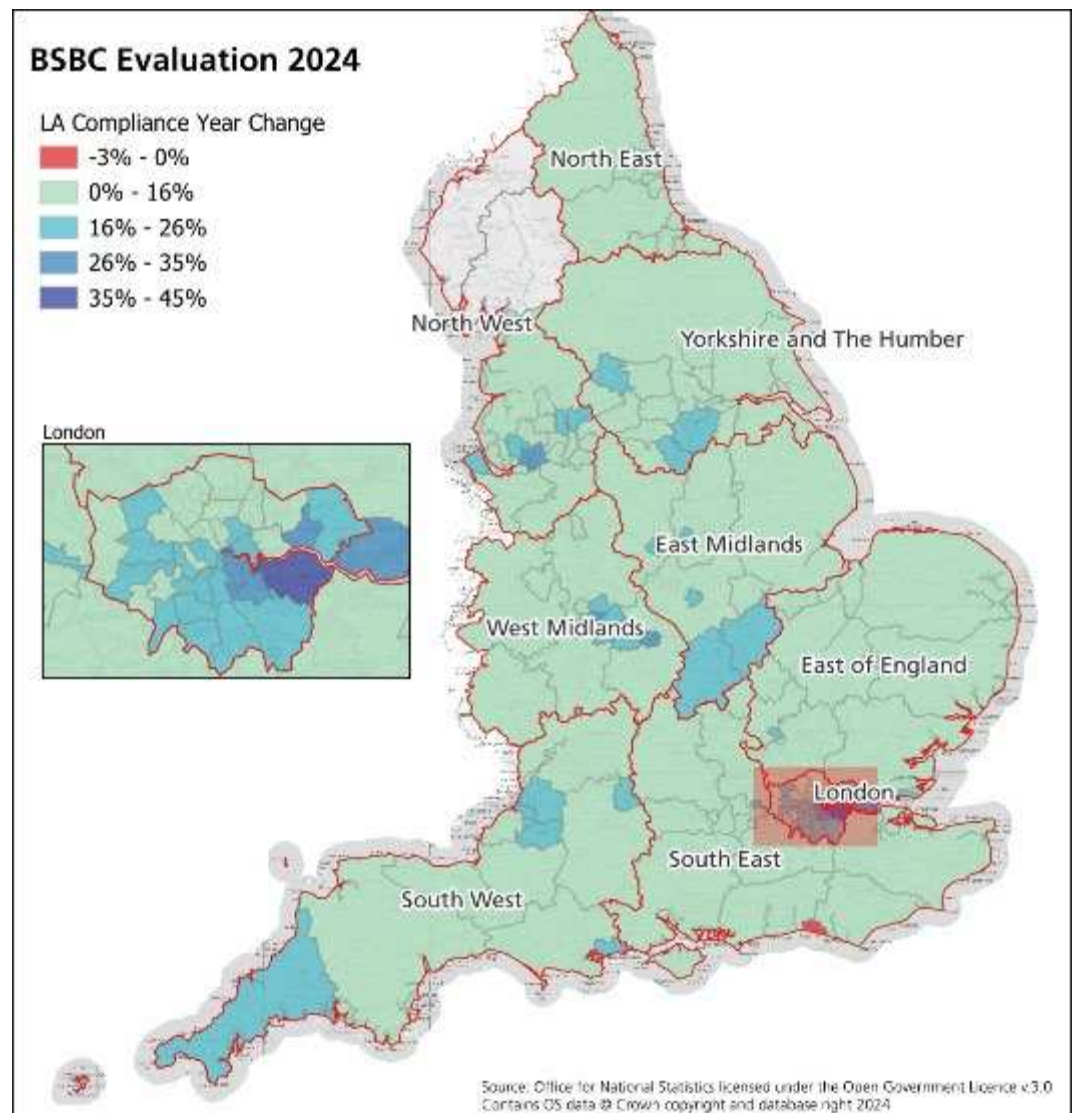 BSBC Evaluation 2024
LA Compliance Year Change
-3% - 0%
0% - 16%
16% - 26%
26% - 35%
35% - 45%
North East
North West
Yorkshire and The Humber
London
East Midlands
West Midlands
East of England
London
South East
South West
Source: Office for National Statistics licensed under the Open Government Licence v.3.0
Contains OS data © Crown copyright and database right 2024